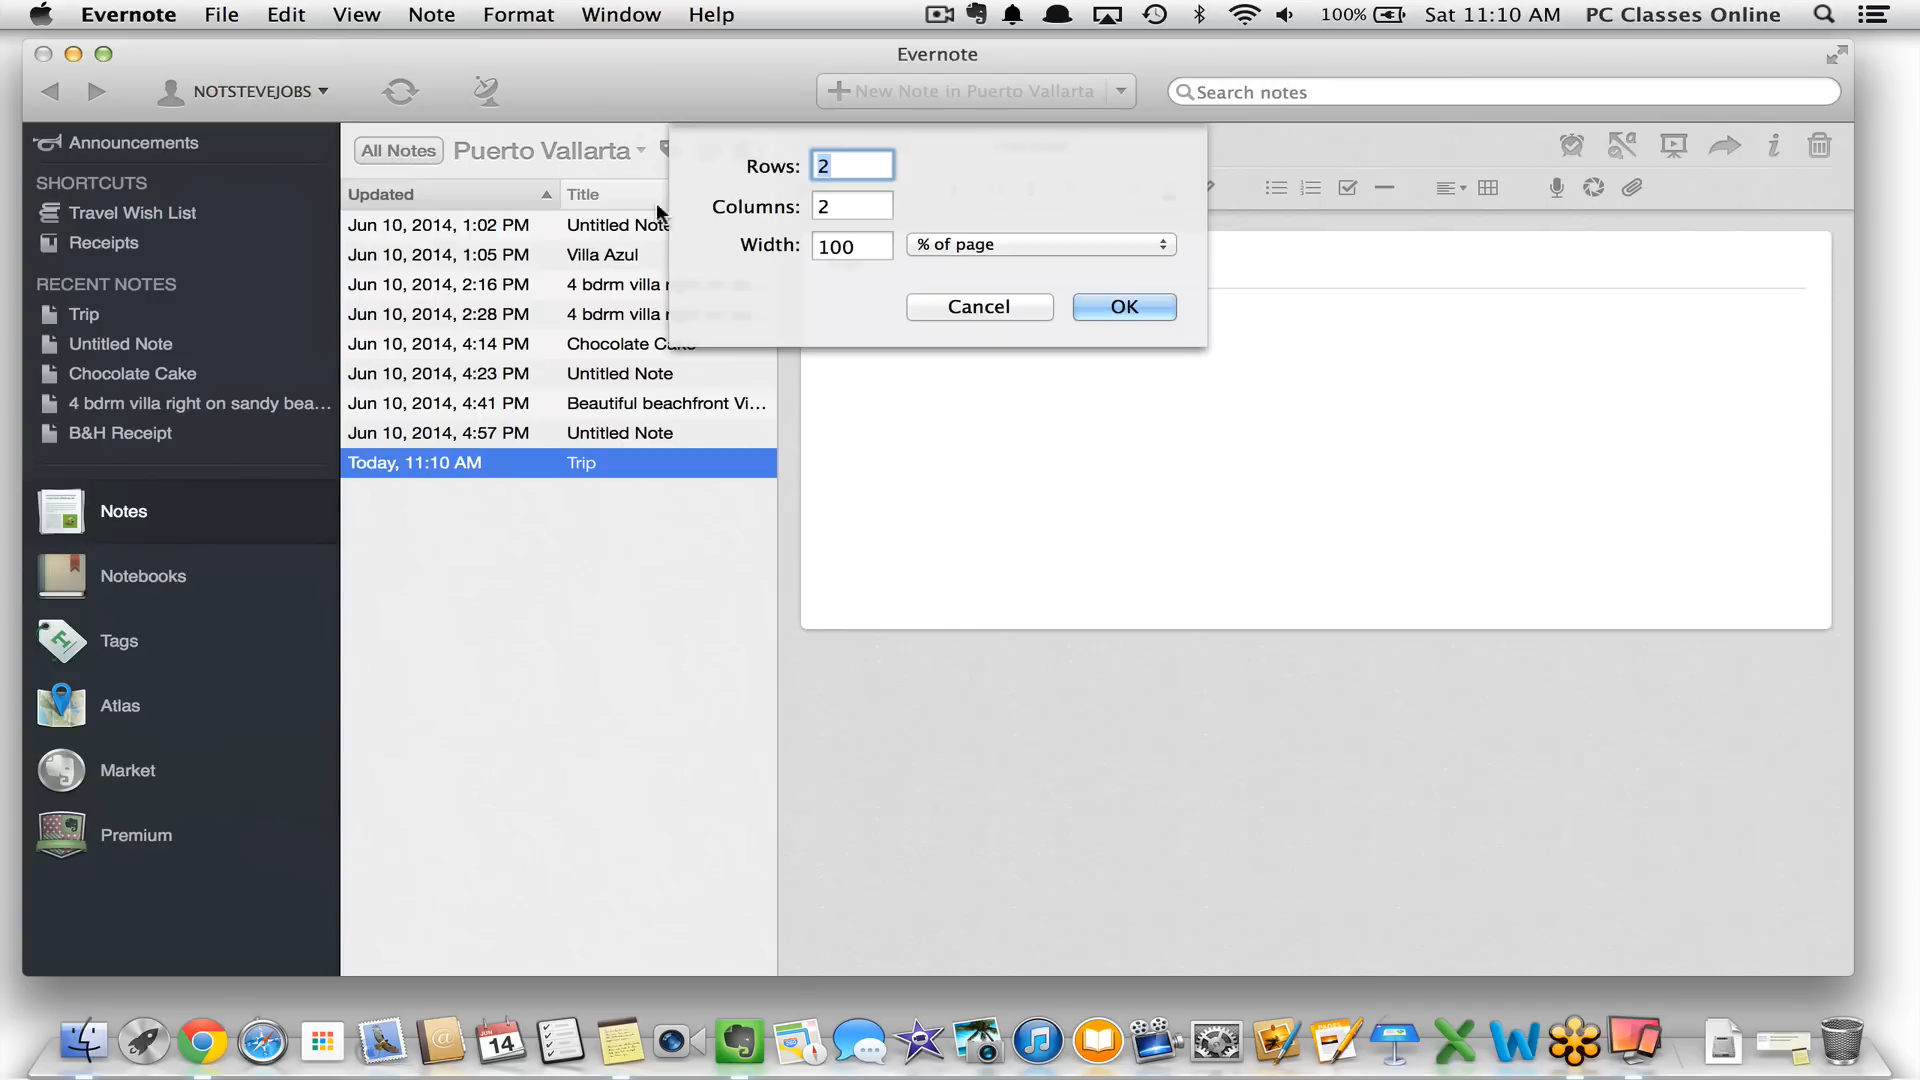 Evernote File Edit View Note Format Window Help 100% Sat 11:10 AM PC Classes Online
Evernote
NOTSTEVEJOBS
New Note in Puerto Vallarta
Search notes
Announcements
SHORTCUTS
Travel Wish List
Receipts
RECENT NOTES
Trip
Untitled Note
Chocolate Cake
4 bdrm villa right on sandy bea...
B&H Receipt
Notes
Notebooks
Tags
Atlas
Market
Premium
All Notes Puerto Vallarta
Updated Title
Jun 10, 2014, 1:02 PM Untitled Note
Jun 10, 2014, 1:05 PM Villa Azul
Jun 10, 2014, 2:16 PM 4 bdrm villa
Jun 10, 2014, 2:28 PM 4 bdrm villa
Jun 10, 2014, 4:14 PM Chocolate Cake
Jun 10, 2014, 4:23 PM Untitled Note
Jun 10, 2014, 4:41 PM Beautiful beachfront Vi...
Jun 10, 2014, 4:57 PM Untitled Note
Today, 11:10 AM Trip
Rows: 2
Columns: 2
Width: 100 % of page
Cancel OK
JUN
14
PAGES